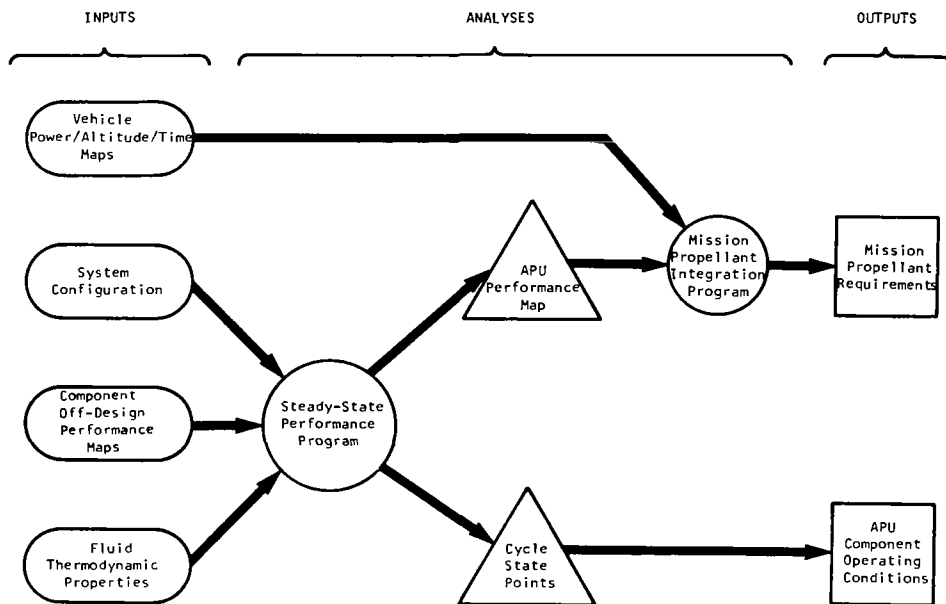 INPUTS
ANALYSES
OUTPUTS
Vehicle
Power/Altitude/Time
Maps
System
Configuration
Component
Off-Design
Performance
Maps
Fluid
Thermodynamic
Properties
Steady-State
Performance
Program
APU
Performance
Map
Cycle
State
Points
Mission
Propellant
Integration
Program
Mission
Propellant
Requirements
APU
Component
Operating
Conditions